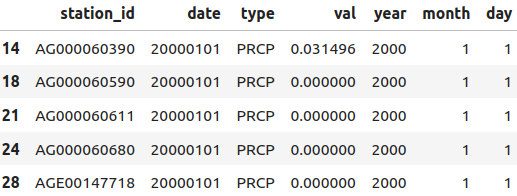 station_id date type val year month day
14 AG000060390 20000101 PRCP 0.031496 2000 1 1
18 AG000060590 20000101 PRCP 0.000000 2000 1 1
21 AG000060611 20000101 PRCP 0.000000 2000 1 1
24 AG000060680 20000101 PRCP 0.000000 2000 1 1
28 AGE00147718 20000101 PRCP 0.000000 2000 1 1